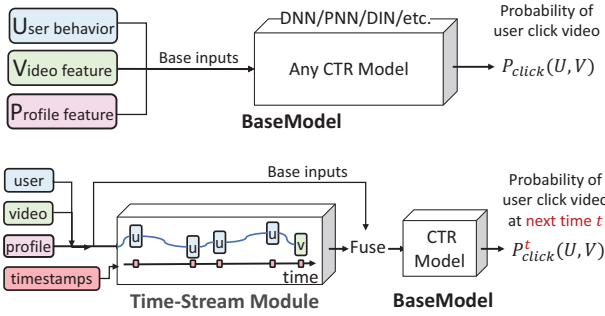 DNN/PNN/DIN/etc.
Probability of
user click video
User behavior
Video feature
Profile feature
Base inputs
Any CTR Model
P_click(U, V)
BaseModel
Base inputs
user
video
profile
timestamps
u
u
u
u
v
time
Time-Stream Module
Fuse
CTR
Model
BaseModel
Probability of
user click video
at next time t
P^t_click(U, V)